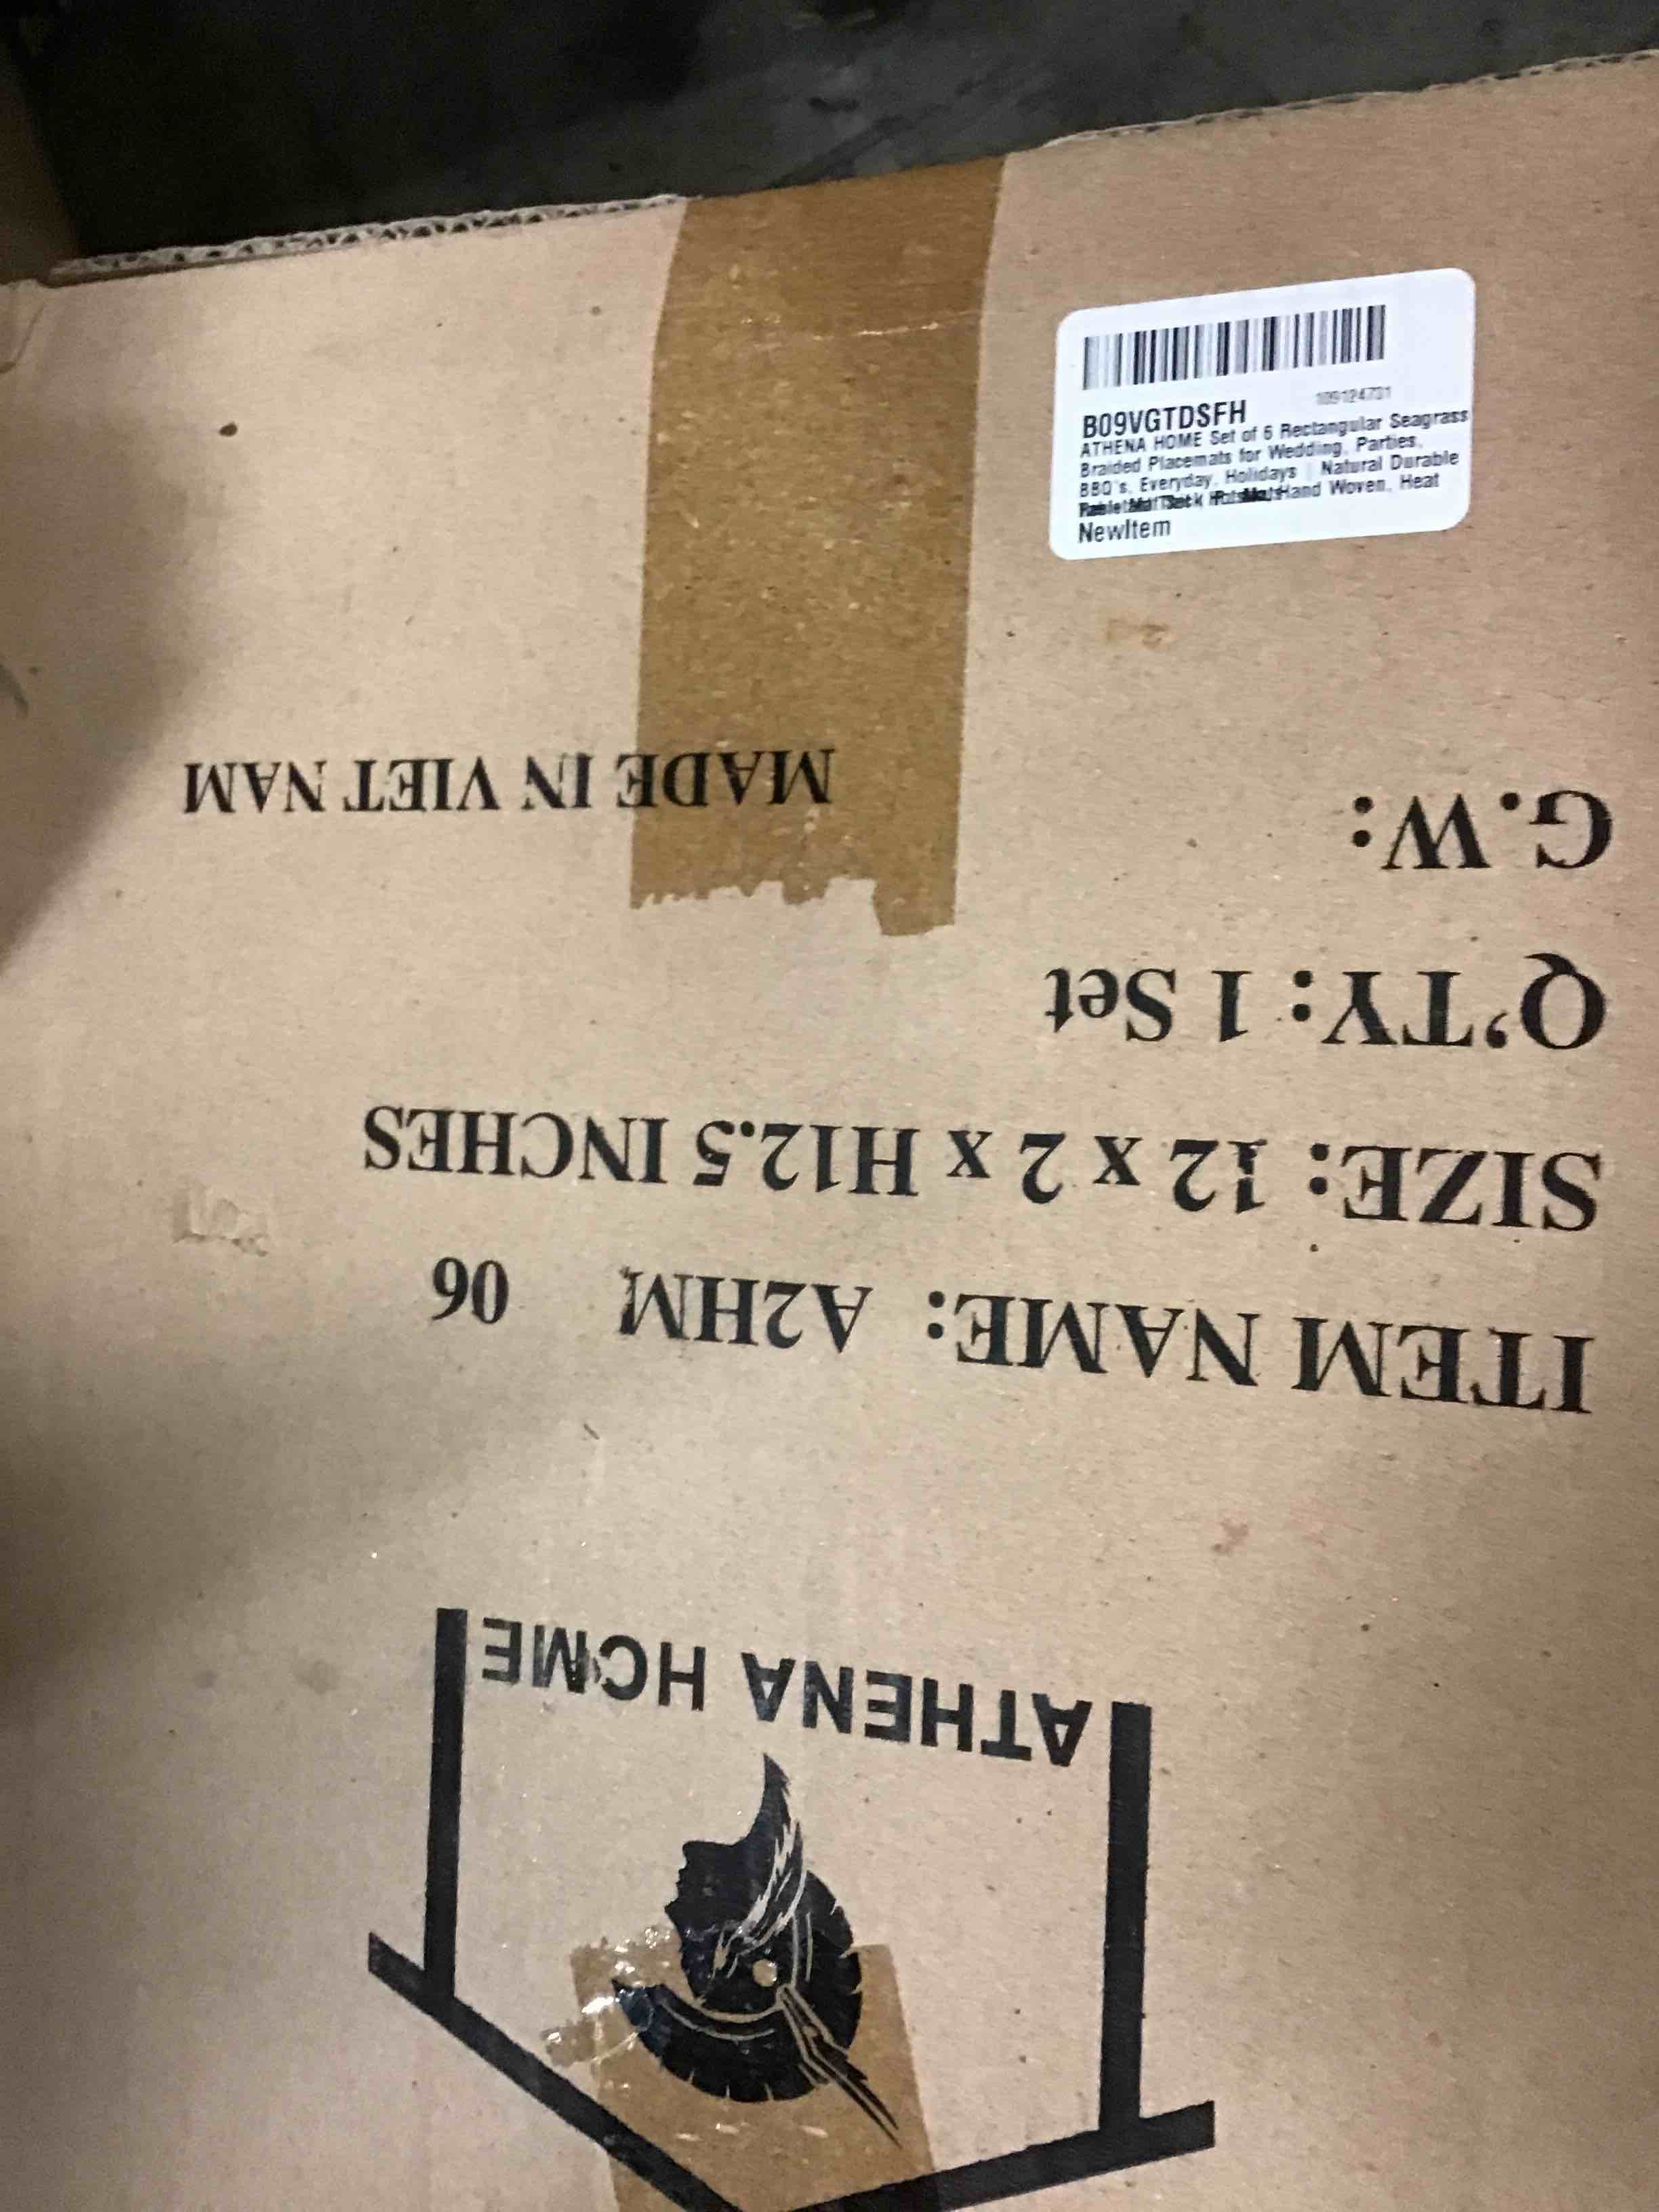 109124701
B09VGTDSFH
ATHENA HOME Set of 6 Rectangular Seagrass
Braided Placemats for Wedding, Parties,
BBQ's, Everyday, Holidays | Natural Durable
Hand Woven, Heat
NewItem
ATHENA HOME
ITEM NAME: A2HM 06
SIZE: 12 x 2 x H12.5 INCHES
Q'TY: 1 Set
G.W:
MADE IN VIET NAM